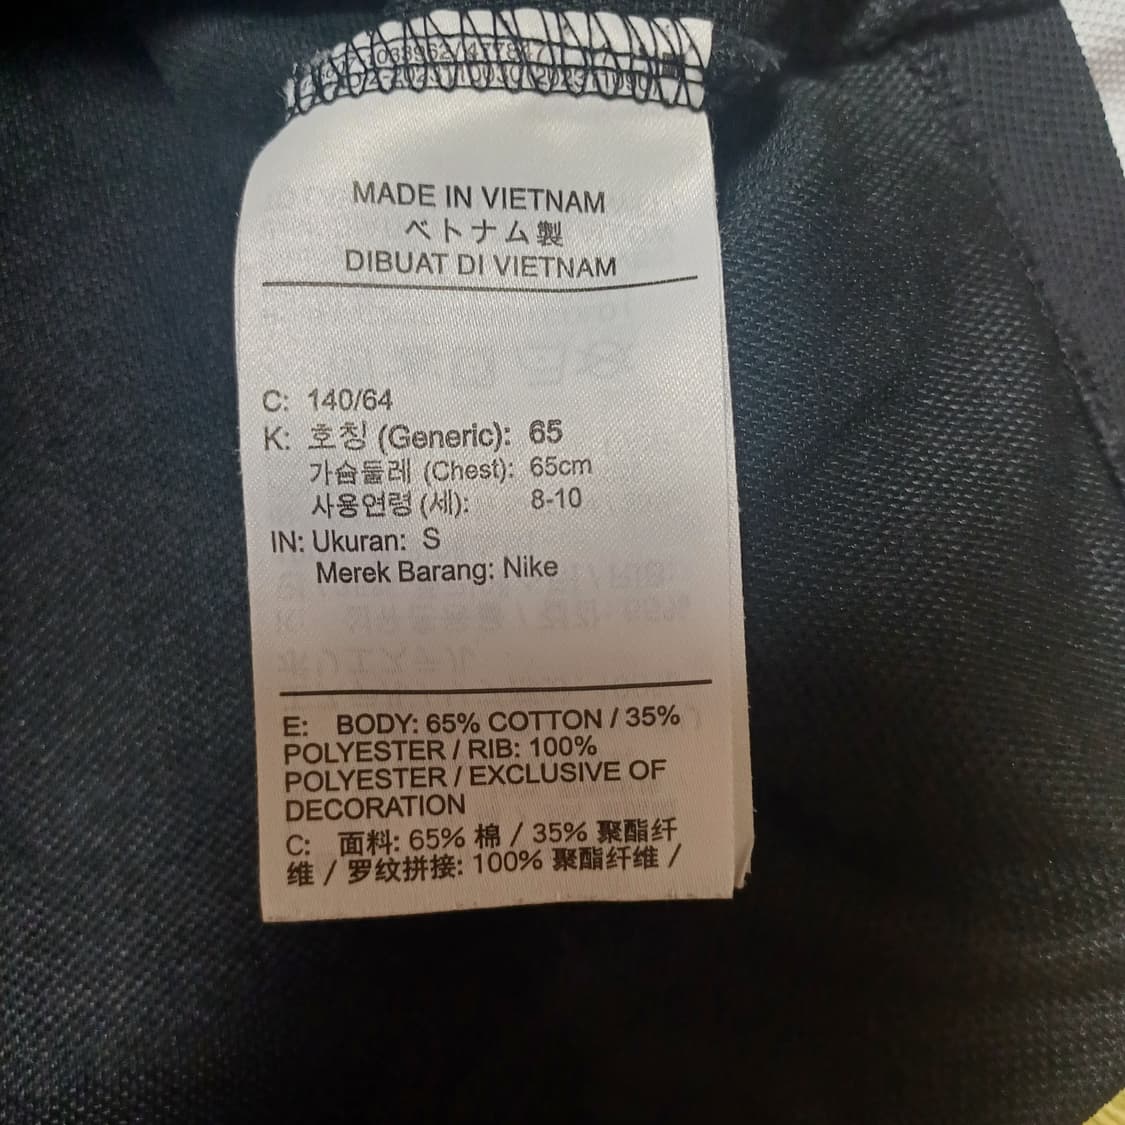 MADE IN VIETNAM
ベトナム製
DIBUAT DI VIETNAM
C: 140/64
K: 호칭 (Generic): 65
가슴둘레 (Chest): 65cm
사용연령 (세): 8-10
IN: Ukuran: S
Merek Barang: Nike
E: BODY: 65% COTTON / 35%
POLYESTER / RIB: 100%
POLYESTER / EXCLUSIVE OF
DECORATION
C: 面料: 65% 棉 / 35% 聚酯纤
维 / 罗纹拼接: 100% 聚酯纤维 /